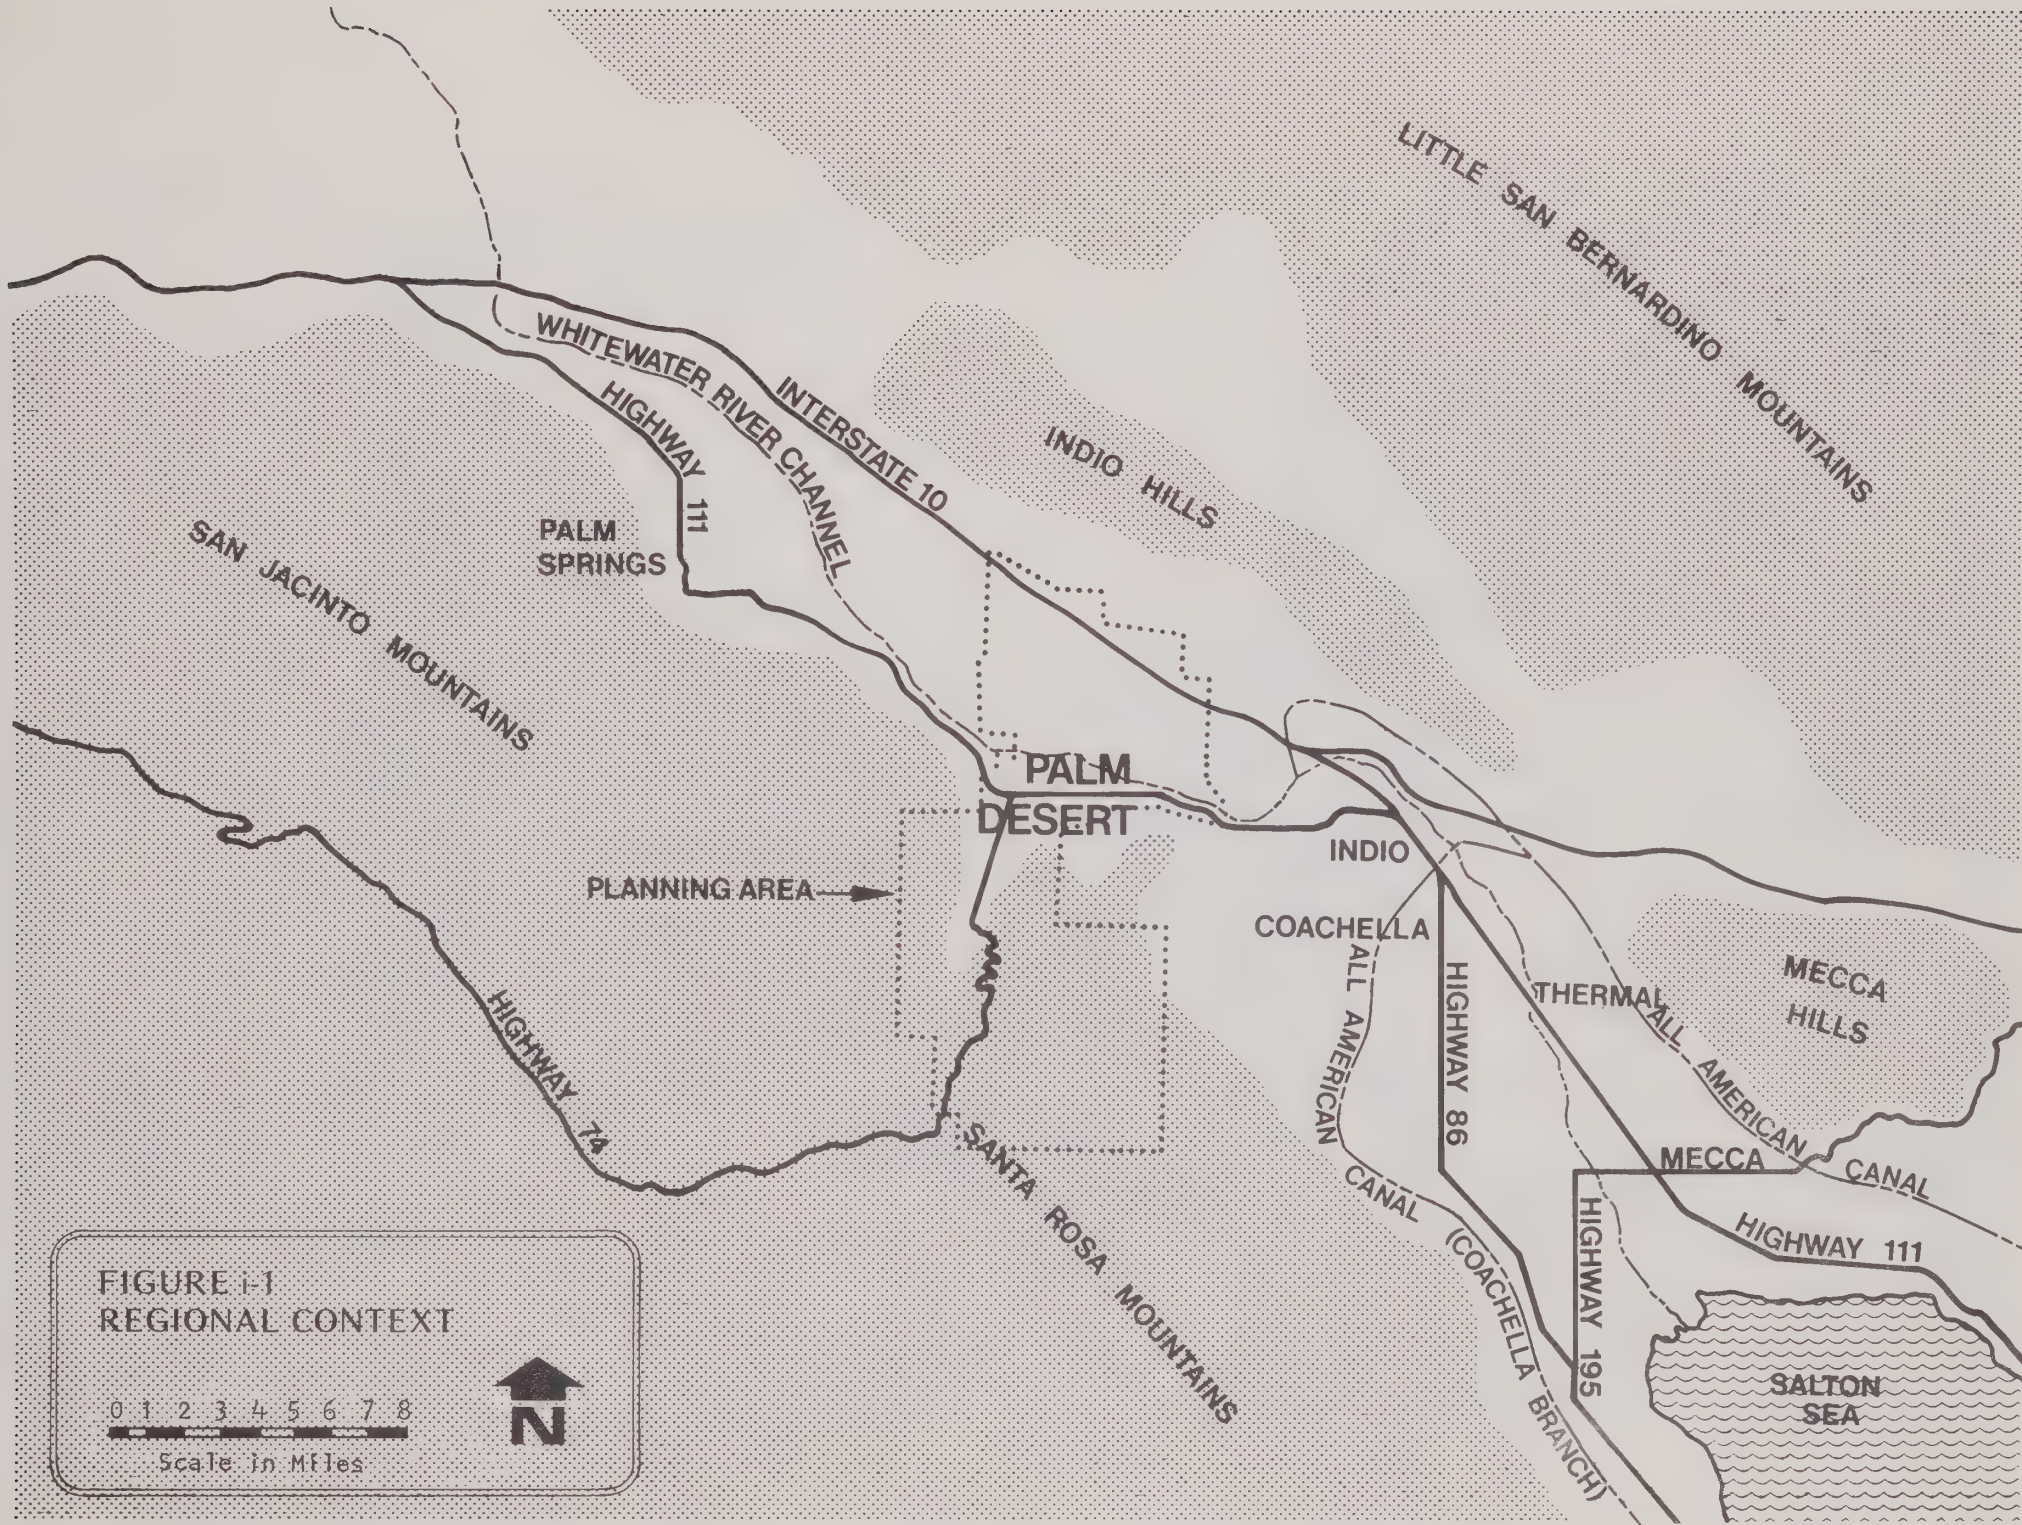 LITTLE SAN BERNARDINO MOUNTAINS
WHITEWATER RIVER CHANNEL
INTERSTATE 10
HIGHWAY 111
INDIO HILLS
PALM
SPRINGS
SAN JACINTO MOUNTAINS
PALM
DESERT
INDIO
PLANNING AREA
COACHELLA
ALL AMERICAN CANAL (COACHELLA BRANCH)
HIGHWAY 86
THERMAL
ALL AMERICAN CANAL
MECCA
HILLS
HIGHWAY 74
SANTA ROSA MOUNTAINS
MECCA
HIGHWAY 195
HIGHWAY 111
SALTON
SEA
FIGURE i-1
REGIONAL CONTEXT
0 1 2 3 4 5 6 7 8
Scale in Miles
N